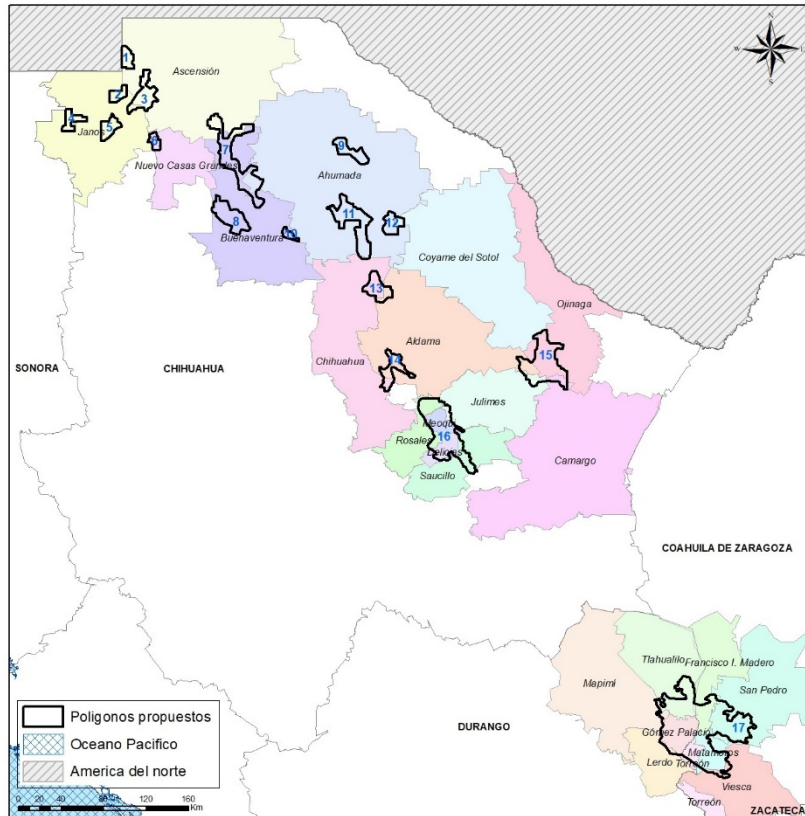 N
W
E
S
1
Ascensión
2
3
4
Janos
5
6
Nuevo Casas Grandes
7
9
Ahumada
8
11
12
Buenaventura
10
Coyame del Sotol
13
Ojinaga
Aldama
SONORA
CHIHUAHUA
Chihuahua
14
15
Julimes
Meoqui
16
Rosales
Delicias
Camargo
Saucillo
COAHUILA DE ZARAGOZA
Tlahualilo
Francisco I. Madero
Mapimí
San Pedro
DURANGO
Gómez Palacio
17
Matamoros
Lerdo
Torreón
Viesca
Torreón
ZACATECA
Poligonos propuestos
Oceano Pacifico
America del norte
0 20 40 80 120 160
Km